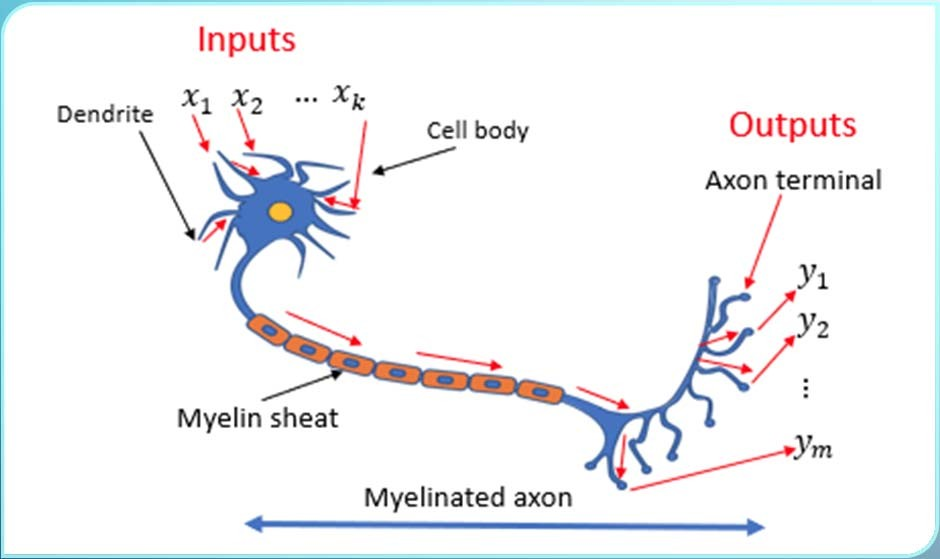 Inputs
x₁ x₂ ... xₖ
Dendrite
Cell body
Outputs
Axon terminal
y₁
y₂
⋮
yₘ
Myelin sheat
Myelinated axon